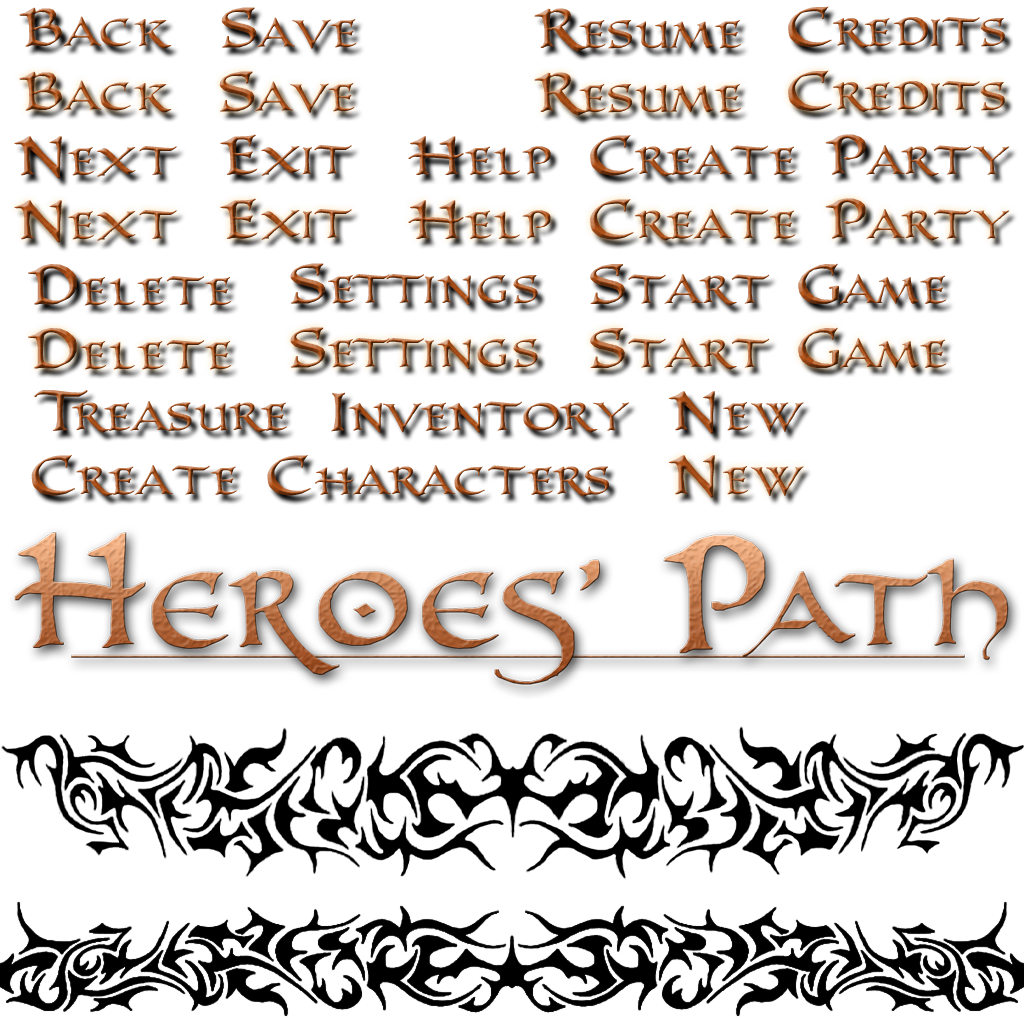 Back Save Resume Credits
Back Save Resume Credits
Next Exit Help Create Party
Next Exit Help Create Party
Delete Settings Start Game
Delete Settings Start Game
Treasure Inventory New
Create Characters New
Heroes' Path